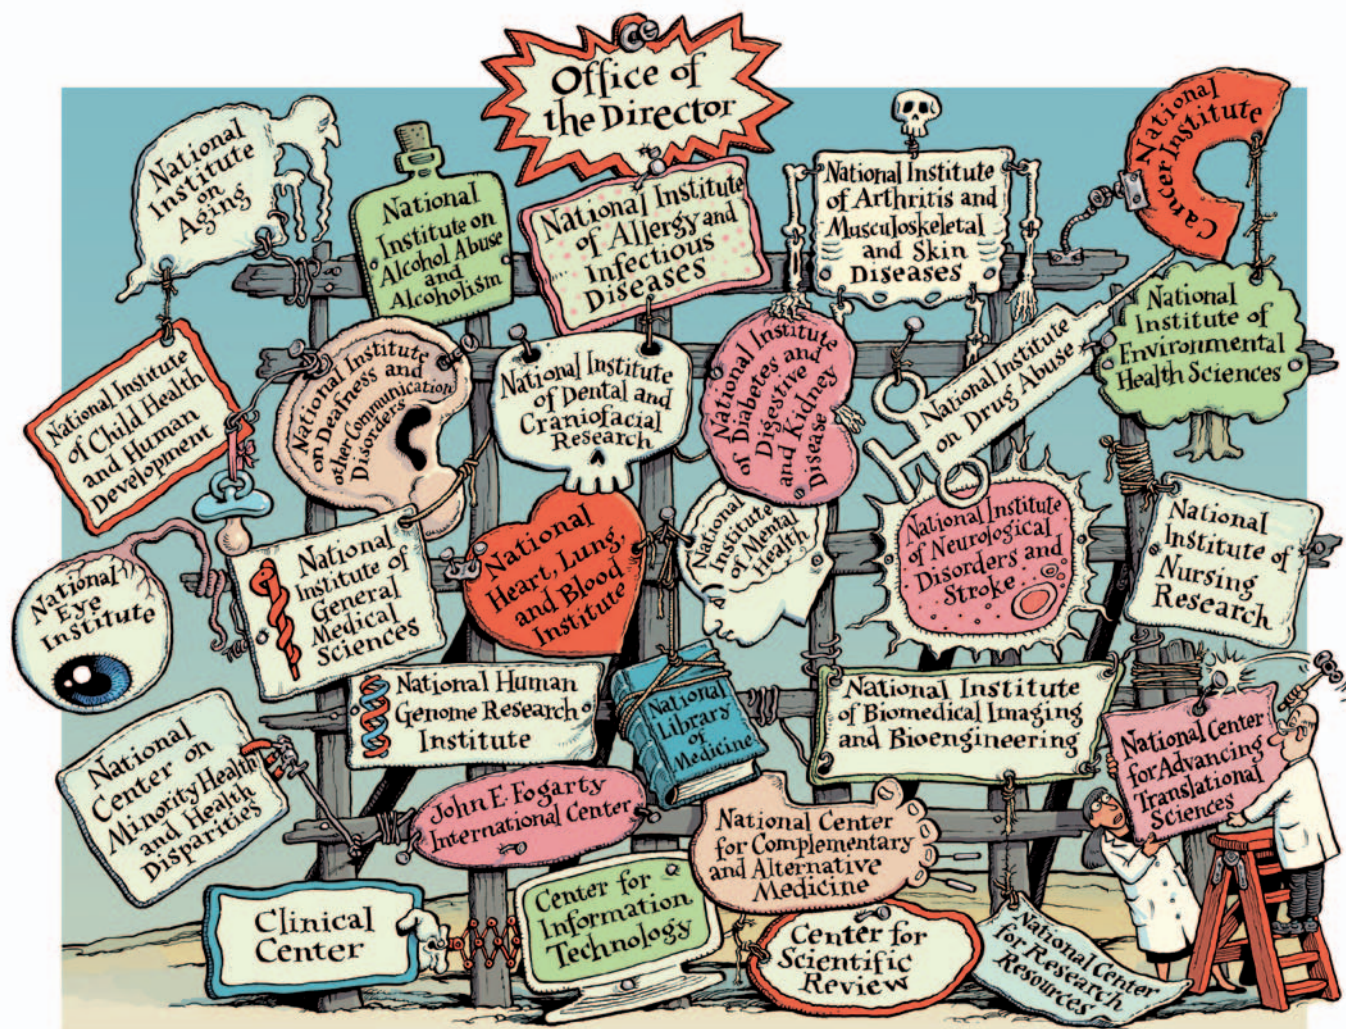 Office of
the Director
National
Institute
on
Aging
National
Institute on
Alcohol Abuse
and
Alcoholism
National Institute
of Allergy and
Infectious
Diseases
National Institute
of Arthritis and
Musculoskeletal
and Skin
Diseases
National
Cancer Institute
National Institute
of Child Health
and Human
Development
National Institute
on Deafness and
other Communication
Disorders
National Institute
of Dental and
Craniofacial
Research
National Institute
of Diabetes and
Digestive
and Kidney
Disease
National Institute
on Drug Abuse
National
Institute of
Environmental
Health Sciences
National
Eye
Institute
National
Institute of
General
Medical
Sciences
National
Heart, Lung,
and Blood
Institute
National
Institute
of Mental
Health
National Institute
of Neurological
Disorders and
Stroke
National
Institute of
Nursing
Research
National Human
Genome Research
Institute
National
Library
of
Medicine
National Institute
of Biomedical Imaging
and Bioengineering
National Center
for Advancing
Translational
Sciences
National
Center on
Minority Health
and Health
Disparities
John E. Fogarty
International Center
National Center
for Complementary
and Alternative
Medicine
Clinical
Center
Center for
Information
Technology
Center for
Scientific
Review
National Center
for Research
Resources